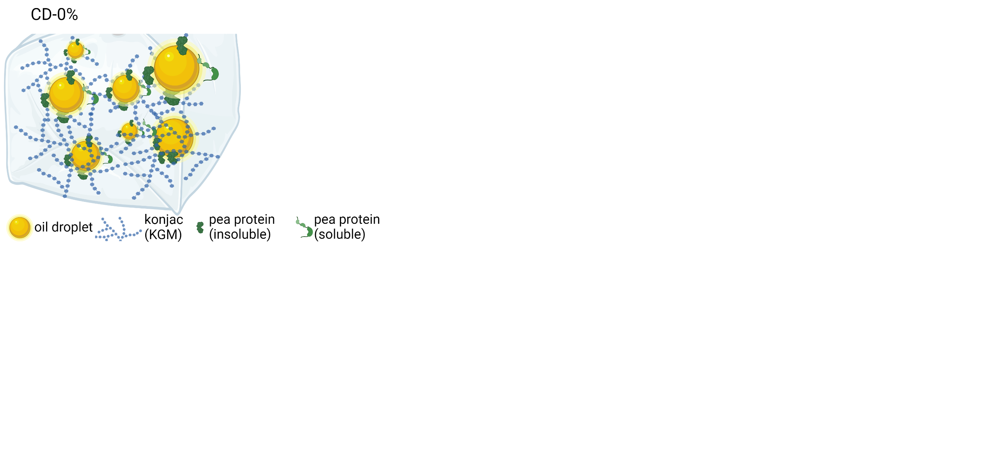 CD-0%
oil droplet
konjac
(KGM)
pea protein
(insoluble)
pea protein
(soluble)